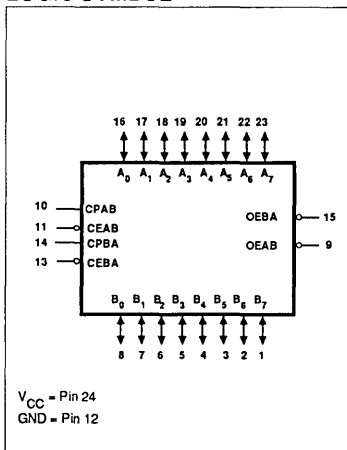 16 17 18 19 20 21 22 23
A0 A1 A2 A3 A4 A5 A6 A7
10 CPAB
OEBA 15
11 CEAB
14 CPBA
OEAB 9
13 CEBA
B0 B1 B2 B3 B4 B5 B6 B7
8 7 6 5 4 3 2 1
VCC = Pin 24
GND = Pin 12